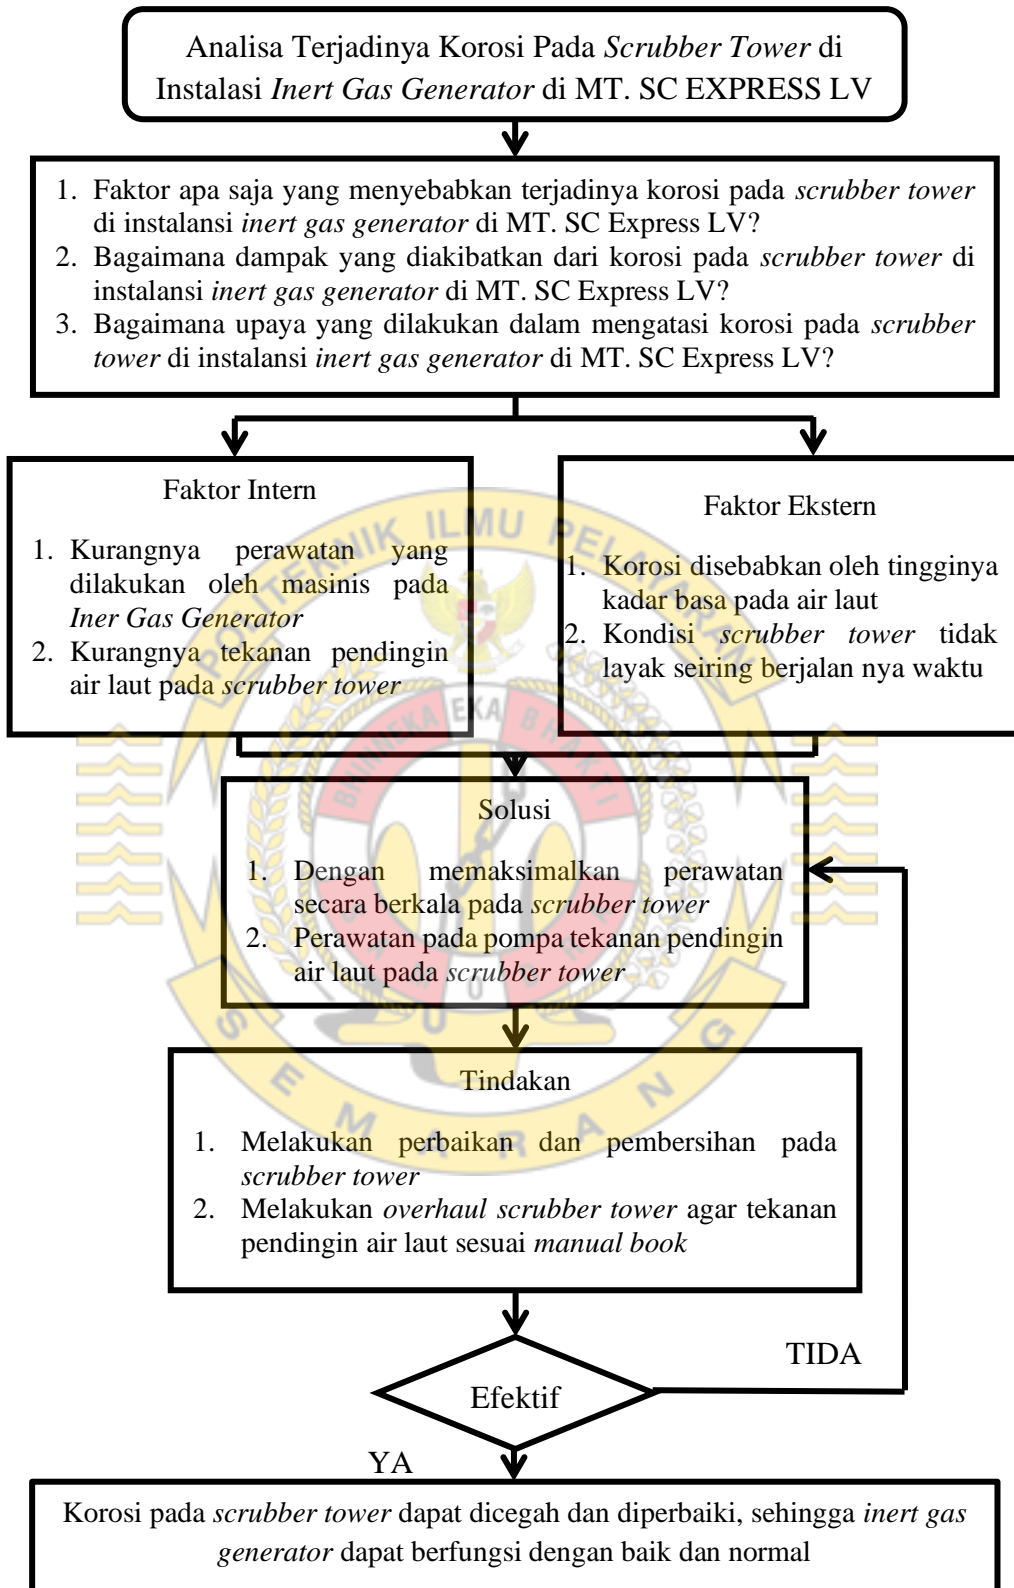 Analisa Terjadinya Korosi Pada Scrubber Tower di
Instalasi Inert Gas Generator di MT. SC EXPRESS LV
1. Faktor apa saja yang menyebabkan terjadinya korosi pada scrubber tower
di instalansi inert gas generator di MT. SC Express LV?
2. Bagaimana dampak yang diakibatkan dari korosi pada scrubber tower di
instalansi inert gas generator di MT. SC Express LV?
3. Bagaimana upaya yang dilakukan dalam mengatasi korosi pada scrubber
tower di instalansi inert gas generator di MT. SC Express LV?
Faktor Intern
1. Kurangnya perawatan yang
dilakukan oleh masinis pada
Iner Gas Generator
2. Kurangnya tekanan pendingin
air laut pada scrubber tower
Faktor Ekstern
1. Korosi disebabkan oleh tingginya
kadar basa pada air laut
2. Kondisi scrubber tower tidak
layak seiring berjalan nya waktu
POLITEKNIK ILMU PELAYARAN
BHINNEKA EKA BHAKTI
SAMUDERA
SEMARANG
Solusi
1. Dengan memaksimalkan perawatan
secara berkala pada scrubber tower
2. Perawatan pada pompa tekanan pendingin
air laut pada scrubber tower
Tindakan
1. Melakukan perbaikan dan pembersihan pada
scrubber tower
2. Melakukan overhaul scrubber tower agar tekanan
pendingin air laut sesuai manual book
Efektif
TIDA
YA
Korosi pada scrubber tower dapat dicegah dan diperbaiki, sehingga inert gas
generator dapat berfungsi dengan baik dan normal